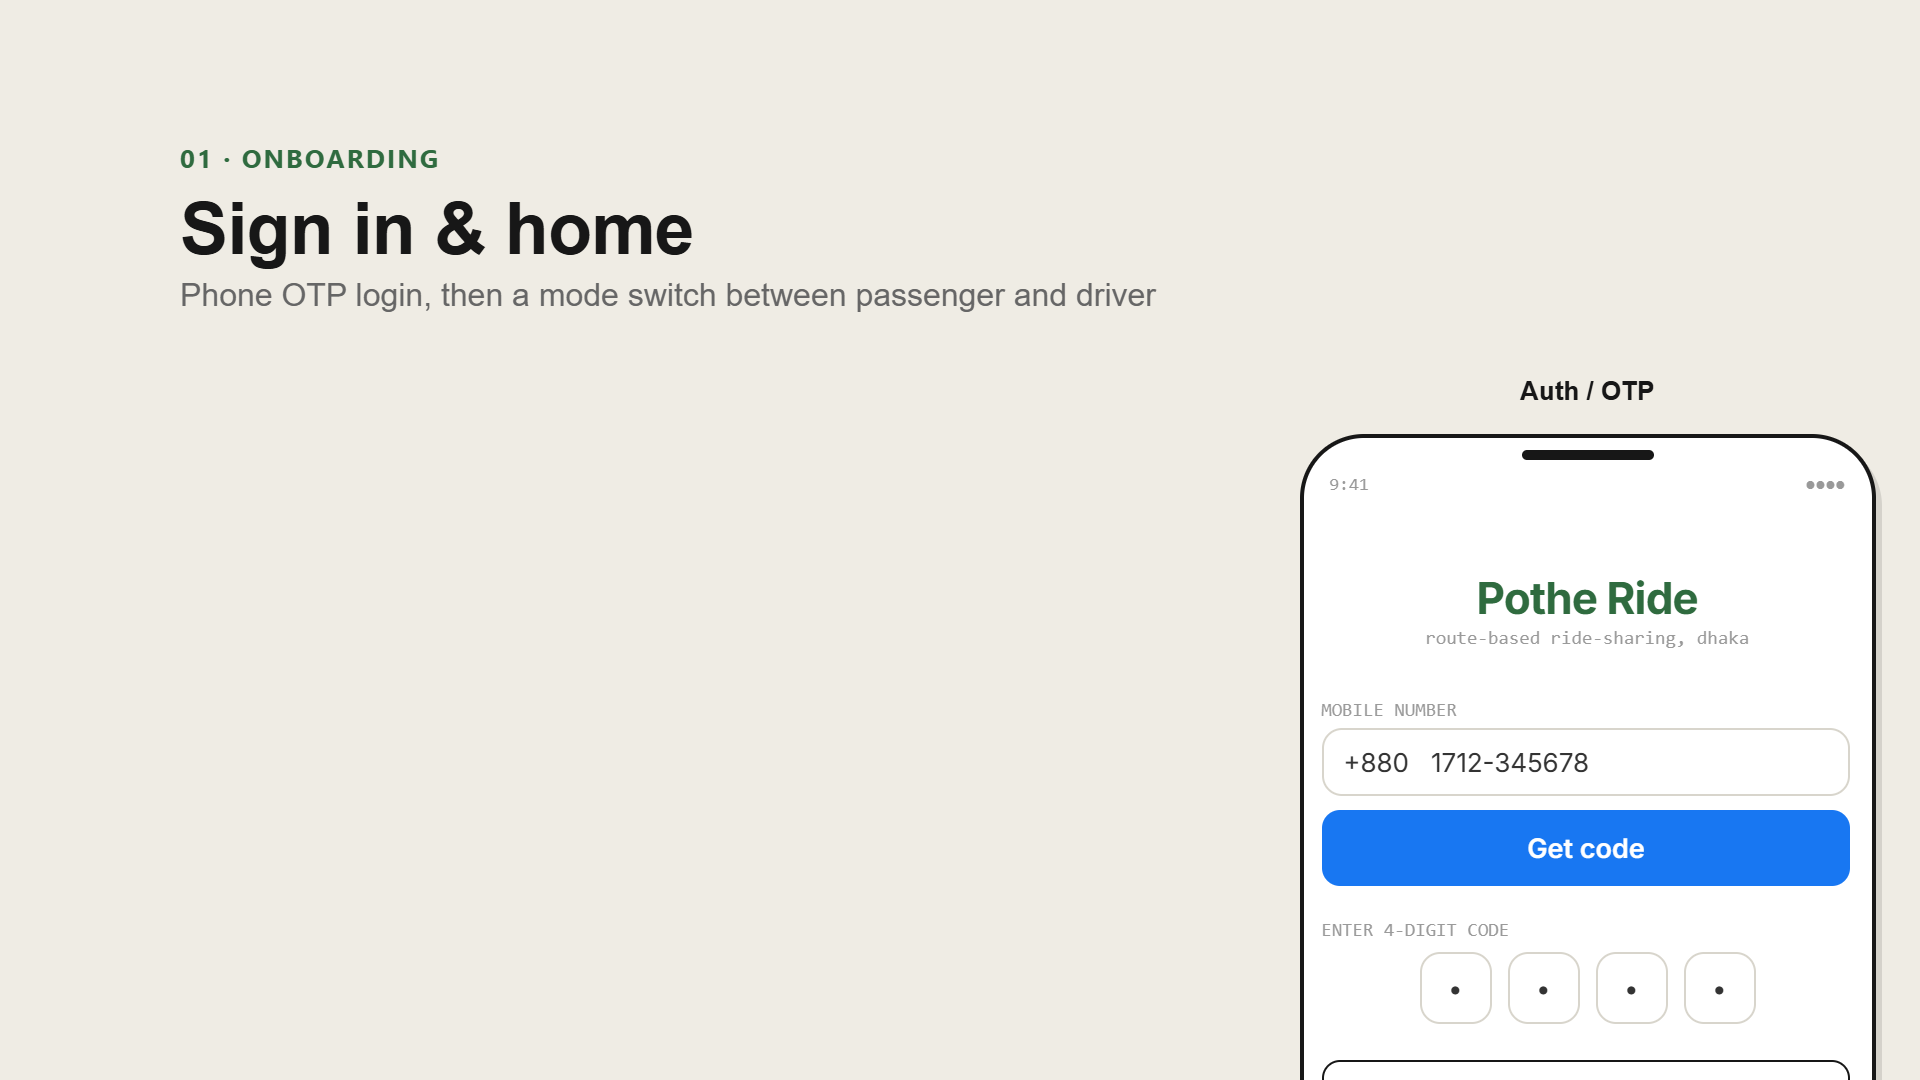 01 · ONBOARDING
Sign in & home
Phone OTP login, then a mode switch between passenger and driver
Auth / OTP
9:41
Pothe Ride
route-based ride-sharing, dhaka
MOBILE NUMBER
+880 1712-345678
Get code
ENTER 4-DIGIT CODE